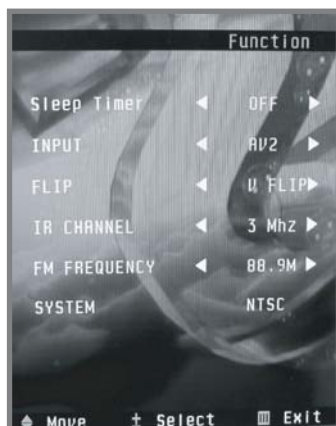 Function
Sleep Timer ◀ OFF ▶
INPUT ◀ AV2 ▶
FLIP ◀ V FLIP▶
IR CHANNEL ◀ 3 Mhz ▶
FM FREQUENCY ◀ 88.9M ▶
SYSTEM NTSC
Move ± Select Exit